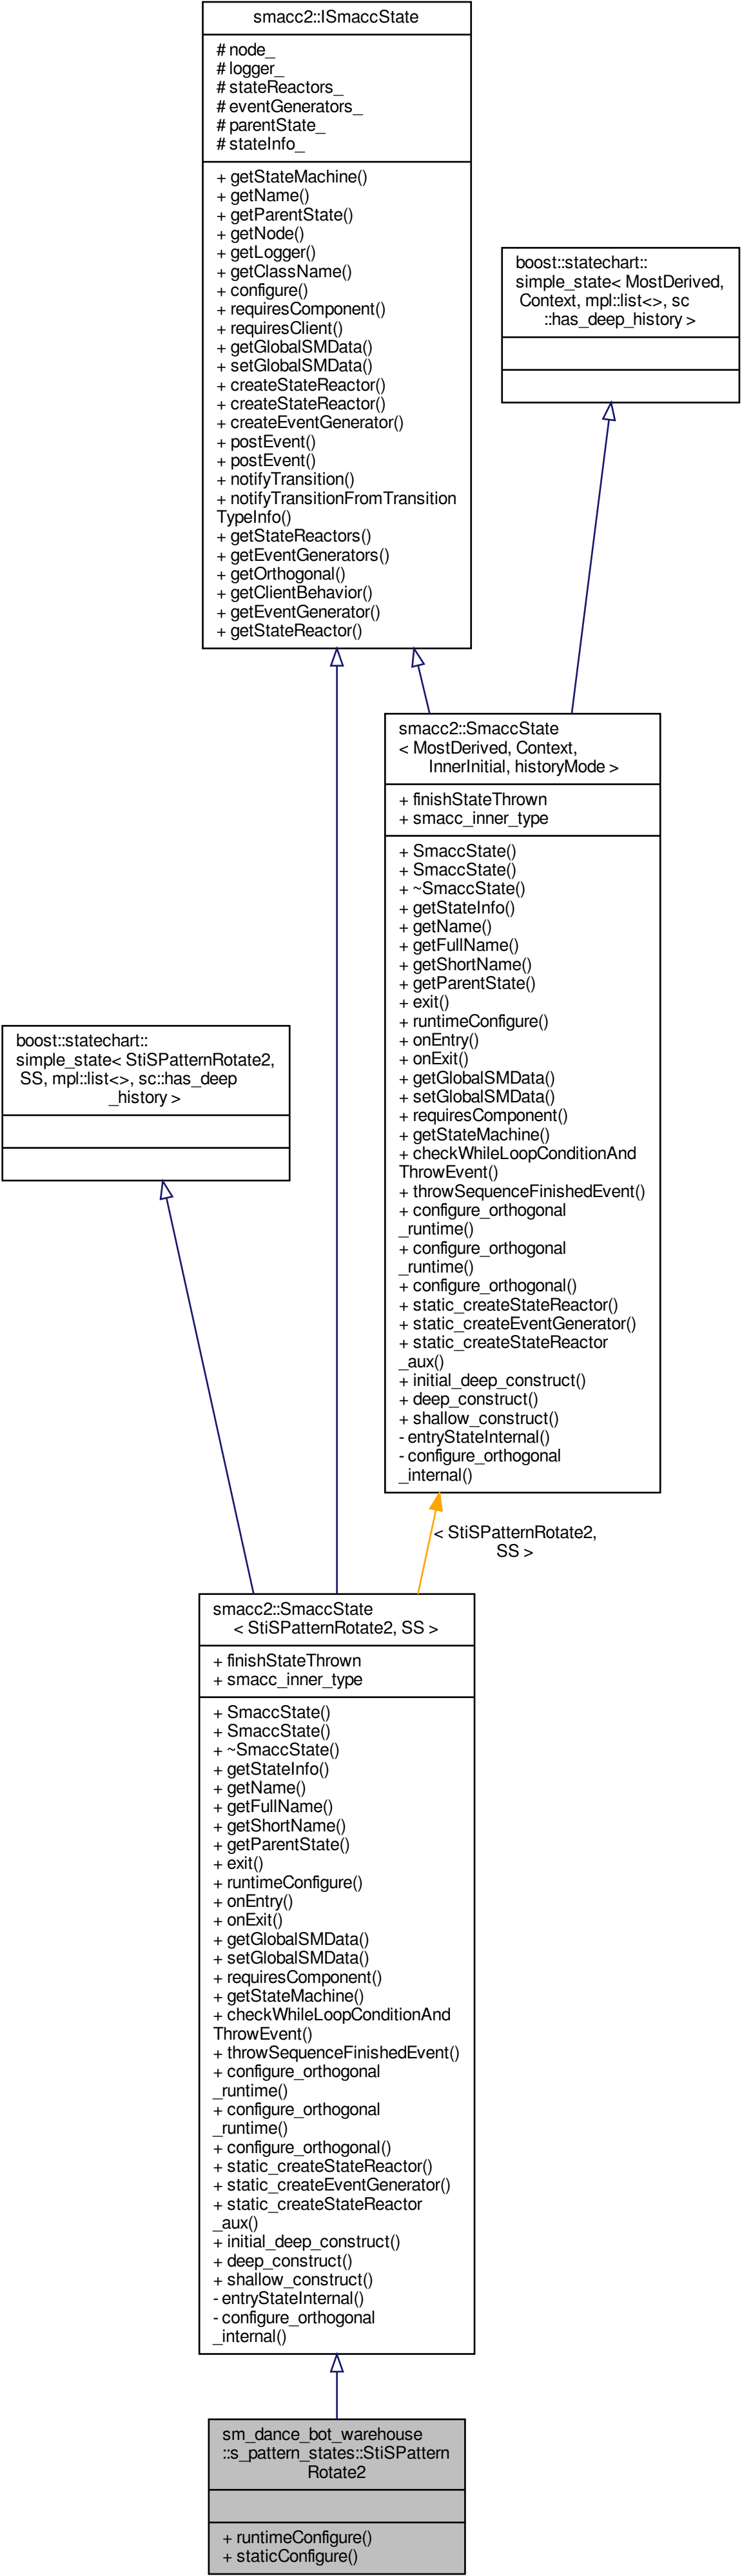 smacc2::ISmaccState
# node_
# logger_
# stateReactors_
# eventGenerators_
# parentState_
# stateInfo_
+ getStateMachine()
+ getName()
+ getParentState()
+ getNode()
+ getLogger()
+ getClassName()
+ configure()
+ requiresComponent()
+ requiresClient()
+ getGlobalSMData()
+ setGlobalSMData()
+ createStateReactor()
+ createStateReactor()
+ createEventGenerator()
+ postEvent()
+ postEvent()
+ notifyTransition()
+ notifyTransitionFromTransition
TypeInfo()
+ getStateReactors()
+ getEventGenerators()
+ getOrthogonal()
+ getClientBehavior()
+ getEventGenerator()
+ getStateReactor()
boost::statechart::
simple_state< MostDerived,
Context, mpl::list<>, sc
::has_deep_history >
smacc2::SmaccState
< MostDerived, Context,
InnerInitial, historyMode >
+ finishStateThrown
+ smacc_inner_type
+ SmaccState()
+ SmaccState()
+ ~SmaccState()
+ getStateInfo()
+ getName()
+ getFullName()
+ getShortName()
+ getParentState()
+ exit()
+ runtimeConfigure()
+ onEntry()
+ onExit()
+ getGlobalSMData()
+ setGlobalSMData()
+ requiresComponent()
+ getStateMachine()
+ checkWhileLoopConditionAnd
ThrowEvent()
+ throwSequenceFinishedEvent()
+ configure_orthogonal
_runtime()
+ configure_orthogonal
_runtime()
+ configure_orthogonal()
+ static_createStateReactor()
+ static_createEventGenerator()
+ static_createStateReactor
_aux()
+ initial_deep_construct()
+ deep_construct()
+ shallow_construct()
- entryStateInternal()
- configure_orthogonal
_internal()
boost::statechart::
simple_state< StiSPatternRotate2,
SS, mpl::list<>, sc::has_deep
_history >
< StiSPatternRotate2,
SS >
smacc2::SmaccState
< StiSPatternRotate2, SS >
+ finishStateThrown
+ smacc_inner_type
+ SmaccState()
+ SmaccState()
+ ~SmaccState()
+ getStateInfo()
+ getName()
+ getFullName()
+ getShortName()
+ getParentState()
+ exit()
+ runtimeConfigure()
+ onEntry()
+ onExit()
+ getGlobalSMData()
+ setGlobalSMData()
+ requiresComponent()
+ getStateMachine()
+ checkWhileLoopConditionAnd
ThrowEvent()
+ throwSequenceFinishedEvent()
+ configure_orthogonal
_runtime()
+ configure_orthogonal
_runtime()
+ configure_orthogonal()
+ static_createStateReactor()
+ static_createEventGenerator()
+ static_createStateReactor
_aux()
+ initial_deep_construct()
+ deep_construct()
+ shallow_construct()
- entryStateInternal()
- configure_orthogonal
_internal()
sm_dance_bot_warehouse
::s_pattern_states::StiSPattern
Rotate2
+ runtimeConfigure()
+ staticConfigure()